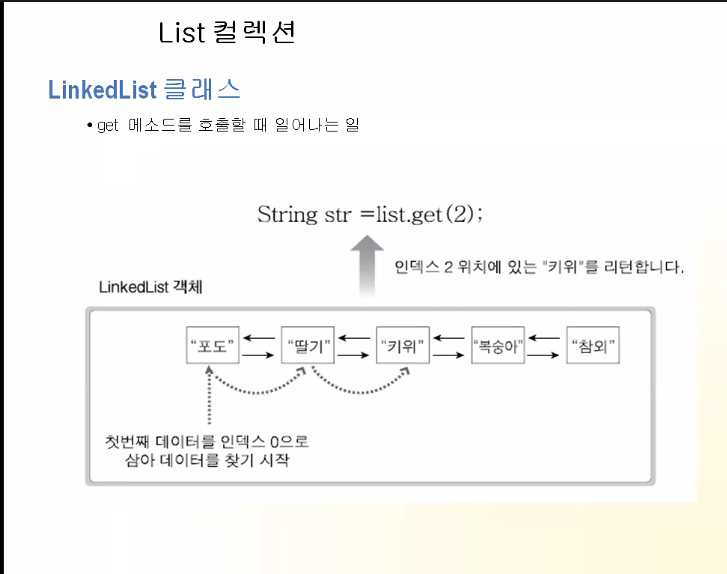 List 컬렉션
LinkedList 클래스
• get 메소드를 호출할 때 일어나는 일
String str =list.get(2);
인덱스 2 위치에 있는 "키위"를 리턴합니다.
LinkedList 객체
“포도” “딸기” “키위” “복숭아” “참외”
첫번째 데이터를 인덱스 0으로
삼아 데이터를 찾기 시작